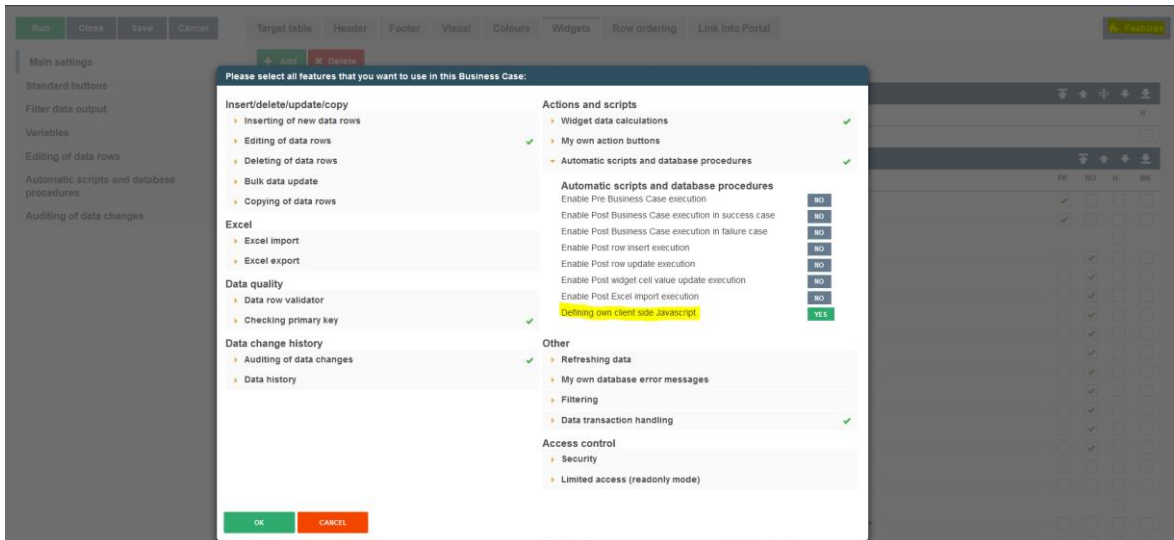 Run Close Save Cancel
Target table Header Footer Visual Colours Widgets Row ordering Link into Portal
Features
Main settings
Standard buttons
Filter data output
Variables
Editing of data rows
Automatic scripts and database
procedures
Auditing of data changes
+ Add ✖ Delete
Please select all features that you want to use in this Business Case:
Insert/delete/update/copy
Inserting of new data rows
Editing of data rows
Deleting of data rows
Bulk data update
Copying of data rows
Excel
Excel import
Excel export
Data quality
Data row validator
Checking primary key
Data change history
Auditing of data changes
Data history
Actions and scripts
Widget data calculations
My own action buttons
Automatic scripts and database procedures
Automatic scripts and database procedures
Enable Pre Business Case execution NO
Enable Post Business Case execution in success case NO
Enable Post Business Case execution in failure case NO
Enable Post row insert execution NO
Enable Post row update execution NO
Enable Post widget cell value update execution NO
Enable Post Excel import execution NO
Defining own client side Javascript YES
Other
Refreshing data
My own database error messages
Filtering
Data transaction handling
Access control
Security
Limited access (readonly mode)
OK CANCEL
PK RO